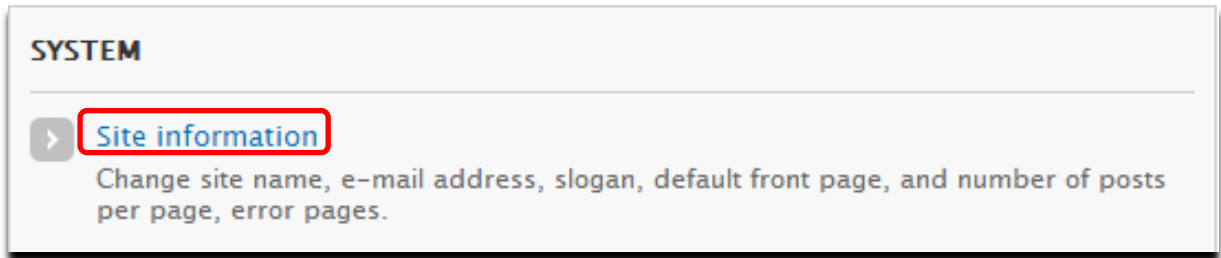 SYSTEM
Site information
Change site name, e-mail address, slogan, default front page, and number of posts
per page, error pages.